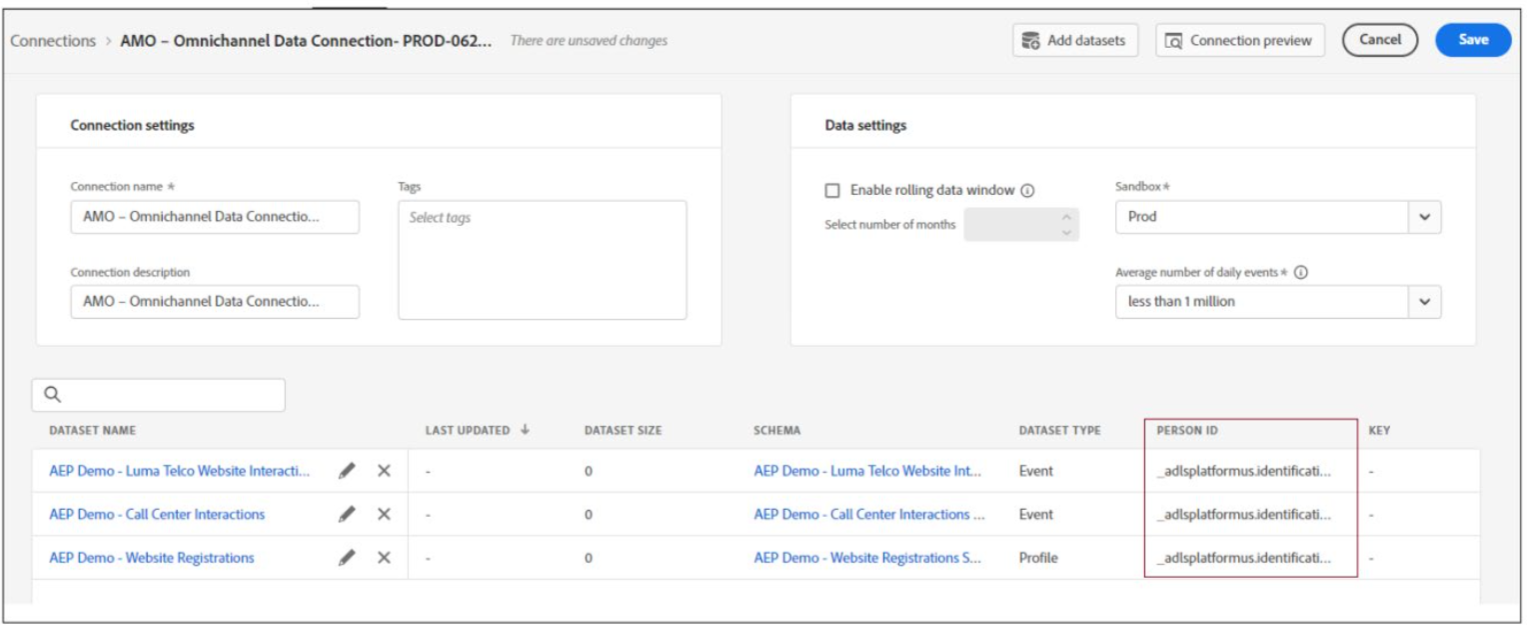 Connections > AMO – Omnichannel Data Connection- PROD-062... There are unsaved changes Add datasets Connection preview Cancel Save
Connection settings
Data settings
Connection name * Tags
Enable rolling data window Sandbox *
AMO – Omnichannel Data Connectio... Select tags
Select number of months Prod
Connection description
Average number of daily events *
AMO – Omnichannel Data Connectio...
less than 1 million
DATASET NAME LAST UPDATED ↓ DATASET SIZE SCHEMA DATASET TYPE PERSON ID KEY
AEP Demo - Luma Telco Website Interacti... - 0 AEP Demo - Luma Telco Website Int... Event _adlsplatformus.identificati... -
AEP Demo - Call Center Interactions - 0 AEP Demo - Call Center Interactions ... Event _adlsplatformus.identificati... -
AEP Demo - Website Registrations - 0 AEP Demo - Website Registrations S... Profile _adlsplatformus.identificati... -